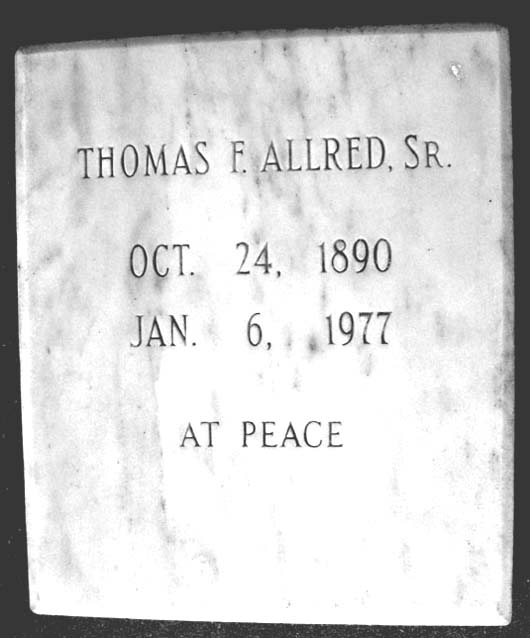 THOMAS F. ALLRED, SR.
OCT. 24, 1890
JAN. 6, 1977
AT PEACE